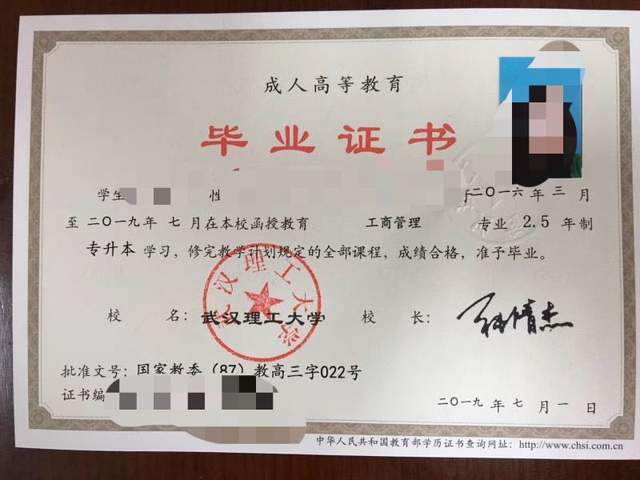 成人高等教育
毕业证书
学生 性 二〇一六年 三 月
至 二〇一九年 七 月在本校函授教育 工商管理 专业 2.5 年制
专升本 学习，修完教学计划规定的全部课程，成绩合格，准予毕业。
武汉理工大学
校 名：武汉理工大学 校 长：
批准文号：国家教委（87）教高三字022号
证书编
二〇一九 年 七 月 一 日
中华人民共和国教育部学历证书查询网址：http://www.chsi.com.cn